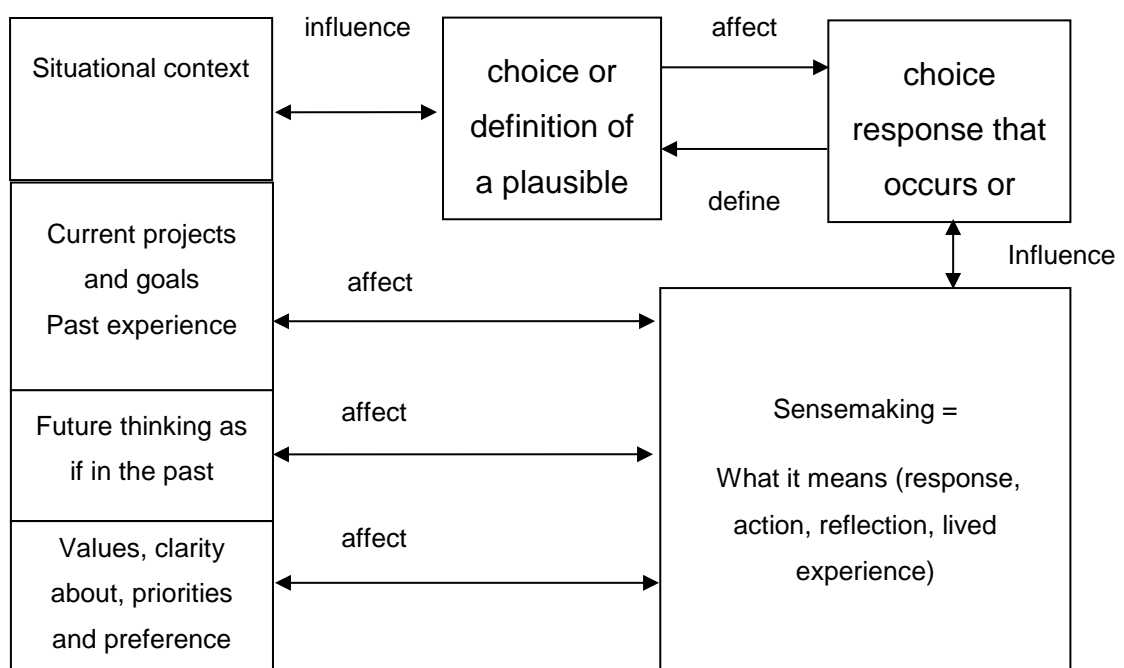 influence
affect
Situational context
choice or
definition of
a plausible
choice
response that
occurs or
define
Influence
Current projects
and goals
Past experience
affect
Future thinking as
if in the past
affect
Sensemaking =
What it means (response,
action, reflection, lived
experience)
Values, clarity
about, priorities
and preference
affect